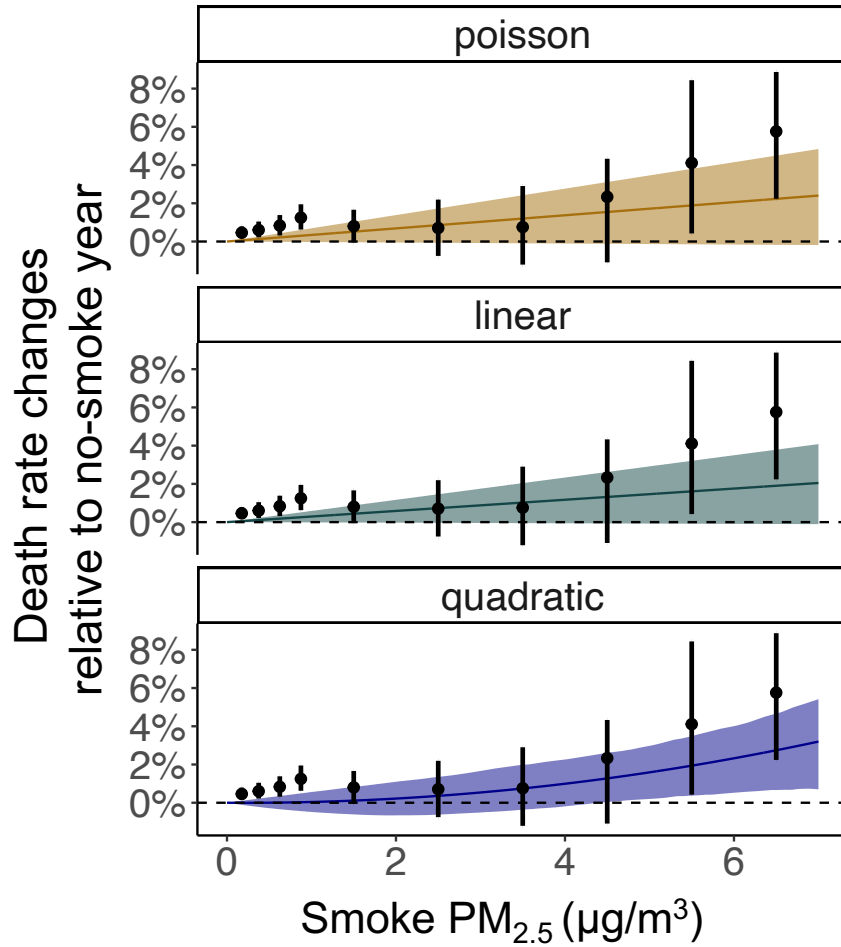 poisson
8%
6%
4%
2%
0%
linear
8%
6%
4%
2%
0%
quadratic
8%
6%
4%
2%
0%
0 2 4 6
Smoke PM2.5 (μg/m³)
Death rate changes
relative to no-smoke year